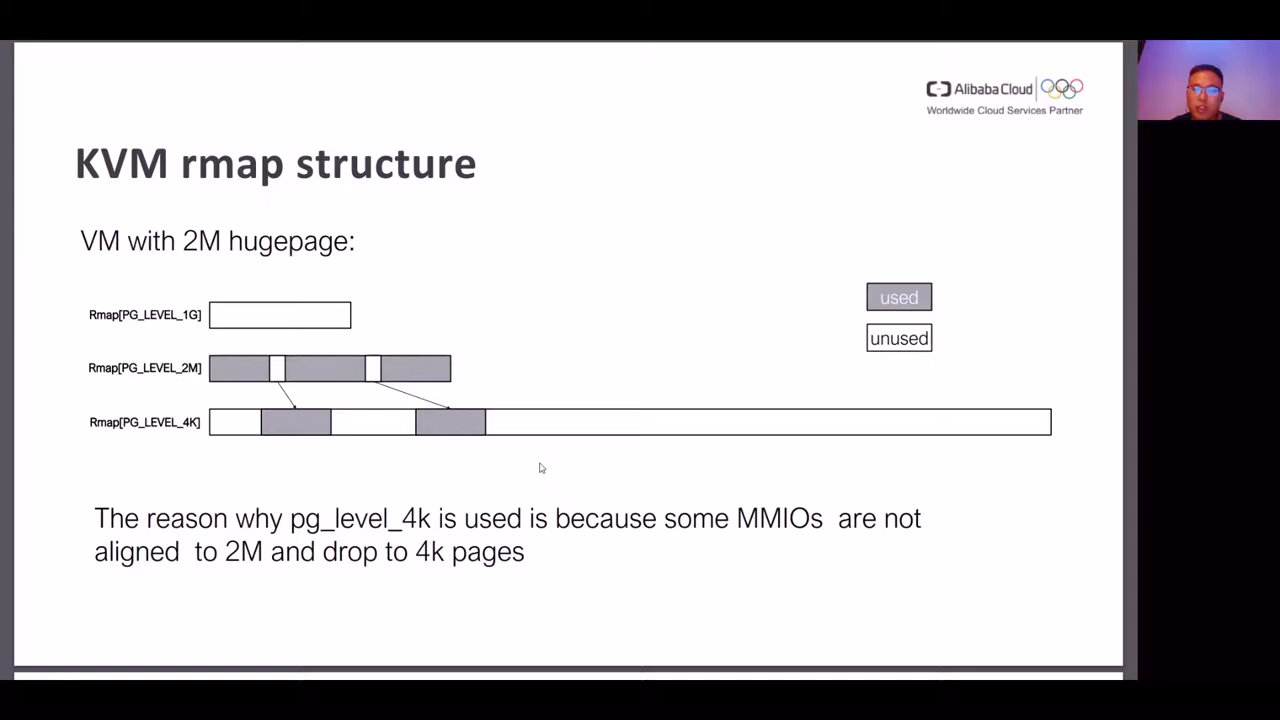 Alibaba Cloud
Worldwide Cloud Services Partner
KVM rmap structure
VM with 2M hugepage:
used
Rmap[PG_LEVEL_1G]
unused
Rmap[PG_LEVEL_2M]
Rmap[PG_LEVEL_4K]
The reason why pg_level_4k is used is because some MMIOs are not
aligned to 2M and drop to 4k pages